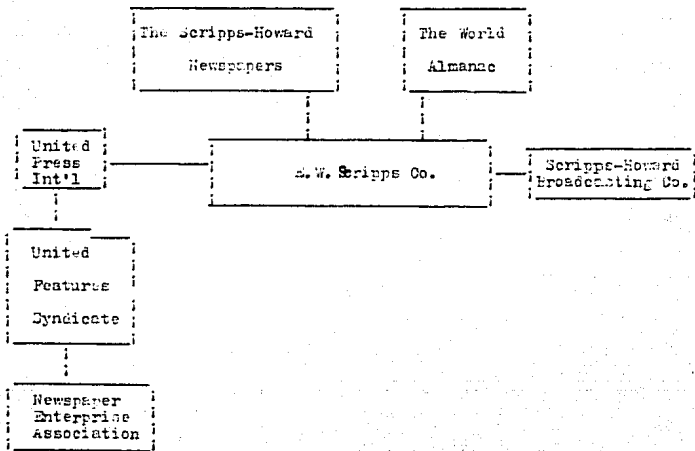 The Scripps-Howard
Newspapers
The World
Almanac
United
Press
Int'l
E.W. Scripps Co.
Scripps-Howard
Broadcasting Co.
United
Features
Syndicate
Newspaper
Enterprise
Association